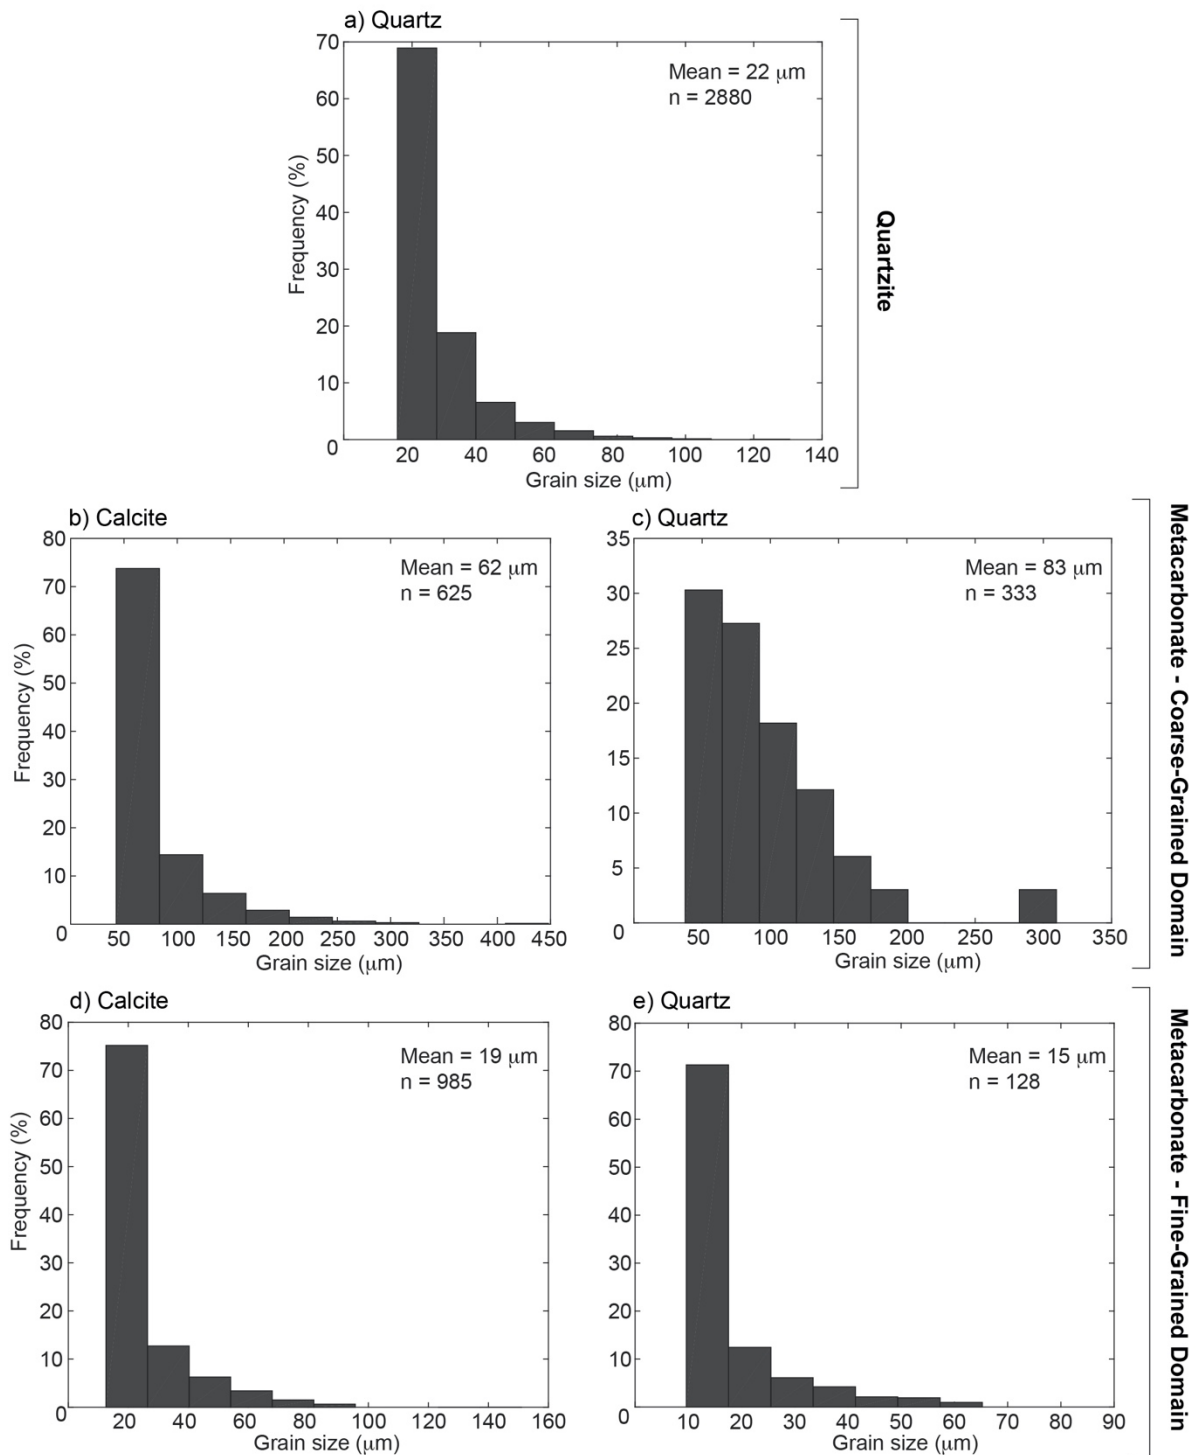 a) Quartz
70
60
50
40
30
20
10
0
Frequency (%)
Mean = 22 μm
n = 2880
20 40 60 80 100 120 140
Grain size (μm)
Quartzite
b) Calcite
80
70
60
50
40
30
20
10
0
Frequency (%)
Mean = 62 μm
n = 625
50 100 150 200 250 300 350 400 450
Grain size (μm)
c) Quartz
35
30
25
20
15
10
5
0
Mean = 83 μm
n = 333
50 100 150 200 250 300 350
Grain size (μm)
Metacarbonate - Coarse-Grained Domain
d) Calcite
80
70
60
50
40
30
20
10
0
Frequency (%)
Mean = 19 μm
n = 985
20 40 60 80 100 120 140 160
Grain size (μm)
e) Quartz
80
70
60
50
40
30
20
10
0
Mean = 15 μm
n = 128
10 20 30 40 50 60 70 80 90
Grain size (μm)
Metacarbonate - Fine-Grained Domain